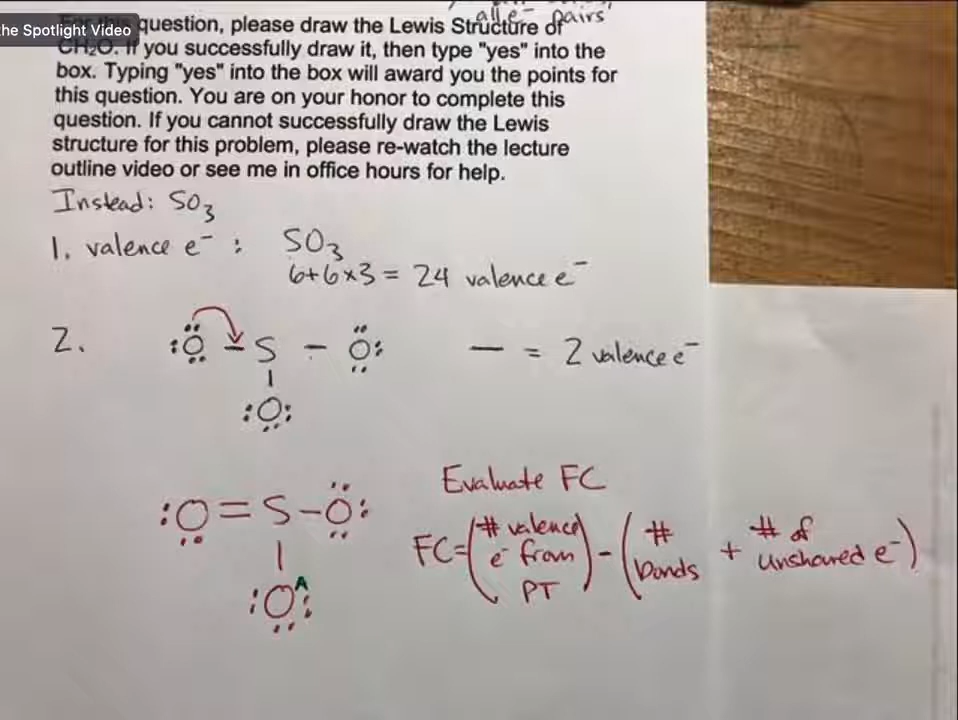 all e⁻ pairs
the Spotlight Video
question, please draw the Lewis Structure of
CH₂O. If you successfully draw it, then type "yes" into the
box. Typing "yes" into the box will award you the points for
this question. You are on your honor to complete this
question. If you cannot successfully draw the Lewis
structure for this problem, please re-watch the lecture
outline video or see me in office hours for help.
Instead: SO₃
1. valence e⁻ : SO₃
6+6×3 = 24 valence e⁻
2. :O – S – O: — = 2 valence e⁻
|
:O:
Evaluate FC
:O = S – O:
FC = (# valence e⁻ from PT) – (# bonds + # of unshared e⁻)
|
:O: